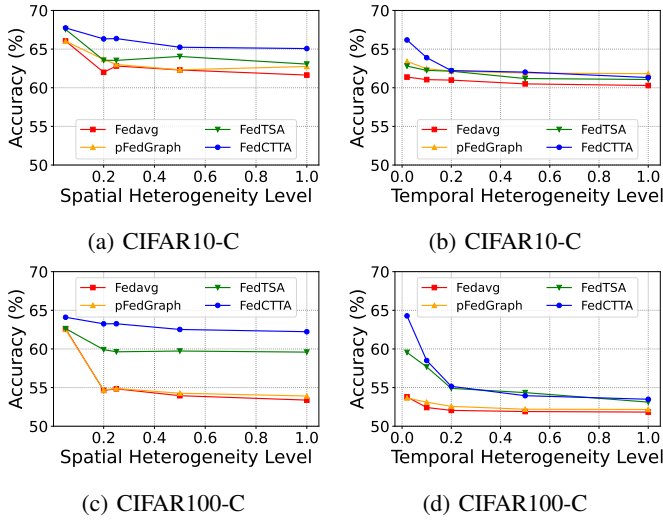 70
65
60
55
50
Accuracy (%)
Fedavg
pFedGraph
FedTSA
FedCTTA
0.2 0.4 0.6 0.8 1.0
Spatial Heterogeneity Level
(a) CIFAR10-C
70
65
60
55
50
Accuracy (%)
Fedavg
pFedGraph
FedTSA
FedCTTA
0.0 0.2 0.4 0.6 0.8 1.0
Temporal Heterogeneity Level
(b) CIFAR10-C
70
65
60
55
50
Accuracy (%)
Fedavg
pFedGraph
FedTSA
FedCTTA
0.2 0.4 0.6 0.8 1.0
Spatial Heterogeneity Level
(c) CIFAR100-C
70
65
60
55
50
Accuracy (%)
Fedavg
pFedGraph
FedTSA
FedCTTA
0.0 0.2 0.4 0.6 0.8 1.0
Temporal Heterogeneity Level
(d) CIFAR100-C